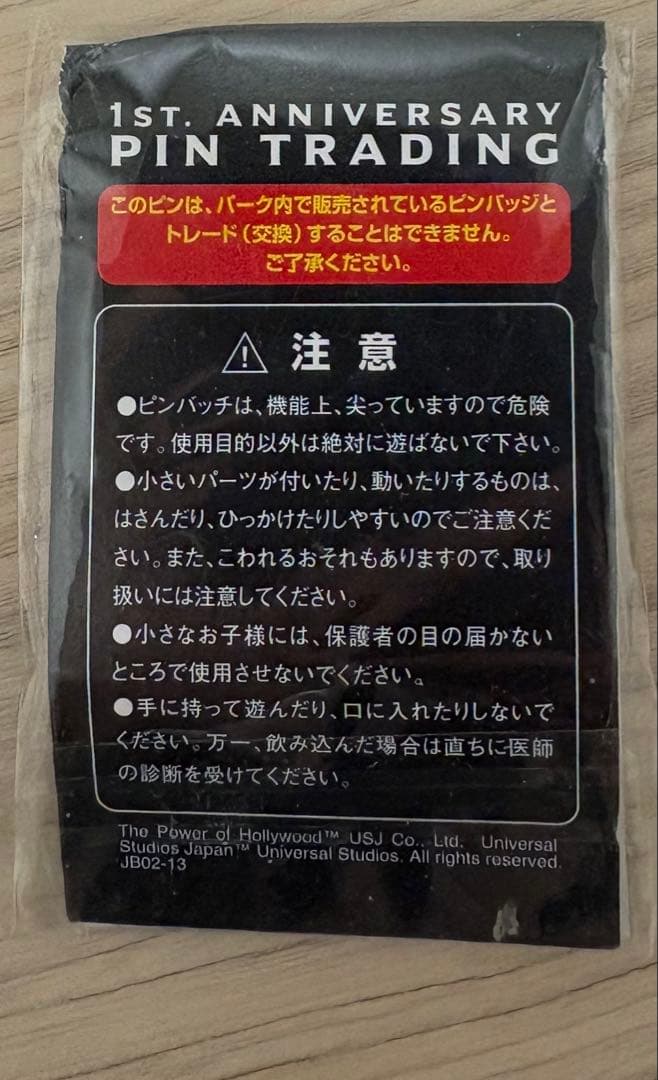 1ST. ANNIVERSARY
PIN TRADING
このピンは、パーク内で販売されているピンバッジと
トレード（交換）することはできません。
ご了承ください。
注意
●ピンバッチは、機能上、尖っていますので危険
です。使用目的以外は絶対に遊ばないで下さい。
●小さいパーツが付いたり、動いたりするものは、
はさんだり、ひっかけたりしやすいのでご注意くだ
さい。また、こわれるおそれもありますので、取り
扱いには注意してください。
●小さなお子様には、保護者の目の届かない
ところで使用させないでください。
●手に持って遊んだり、口に入れたりしないで
ください。万一、飲み込んだ場合は直ちに医師
の診断を受けてください。
The Power of Hollywood™ USJ Co., Ltd. Universal
Studios Japan™ Universal Studios. All rights reserved.
JB02-13